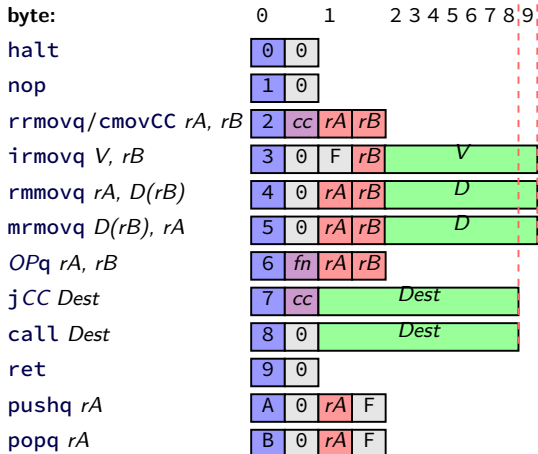 byte: 0 1 2 3 4 5 6 7 8 9
halt 0 0
nop 1 0
rrmovq/cmovCC rA, rB 2 cc rA rB
irmovq V, rB 3 0 F rB V
rmmovq rA, D(rB) 4 0 rA rB D
mrmovq D(rB), rA 5 0 rA rB D
OPq rA, rB 6 fn rA rB
jCC Dest 7 cc Dest
call Dest 8 0 Dest
ret 9 0
pushq rA A 0 rA F
popq rA B 0 rA F